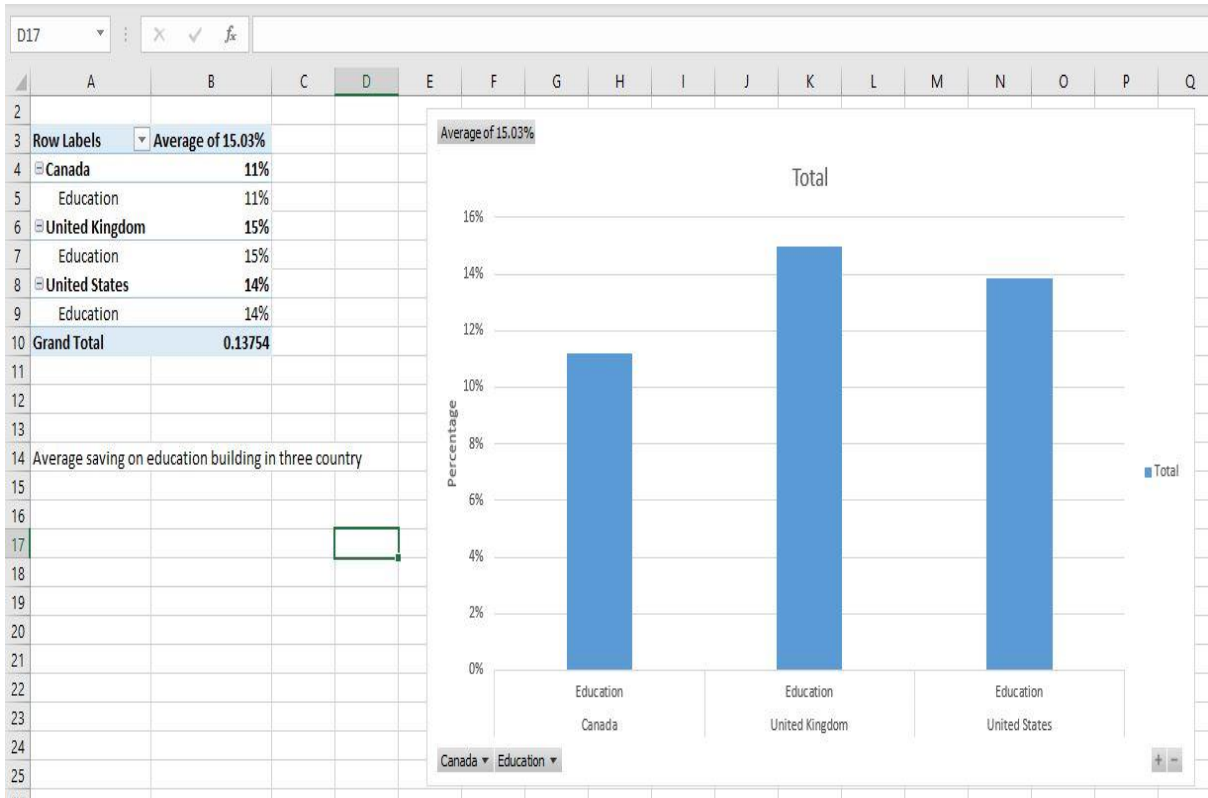 D17 fx
A B C D E F G H I J K L M N O P Q
2
3 Row Labels Average of 15.03%
4 Canada 11%
5 Education 11%
6 United Kingdom 15%
7 Education 15%
8 United States 14%
9 Education 14%
10 Grand Total 0.13754
11
12
13
14 Average saving on education building in three country
15
16
17
18
19
20
21
22
23
24
25
Average of 15.03%
Total
16%
14%
12%
10%
8%
6%
4%
2%
0%
Percentage
Total
Education Education Education
Canada United Kingdom United States
Canada Education + -